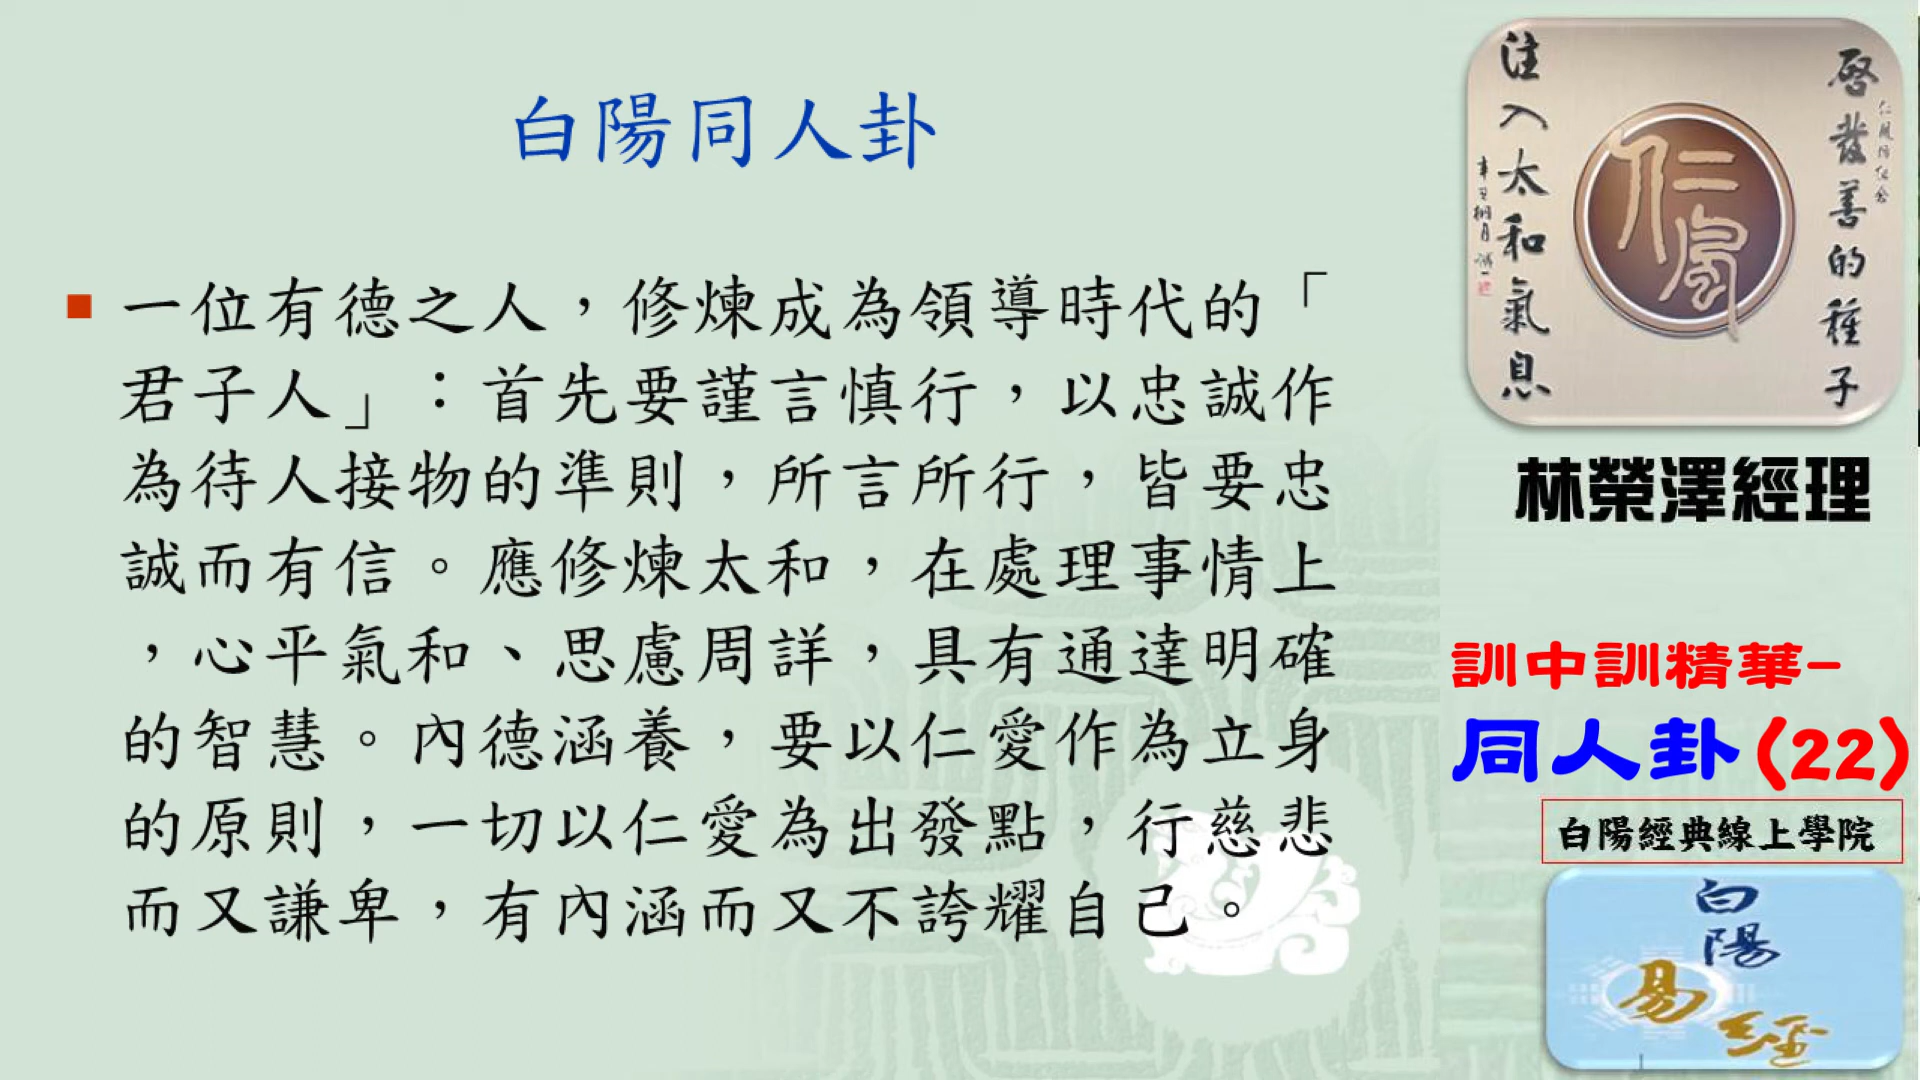 白陽同人卦
一位有德之人，修煉成為領導時代的「
君子人」：首先要謹言慎行，以忠誠作
為待人接物的準則，所言所行，皆要忠
誠而有信。應修煉太和，在處理事情上
，心平氣和、思慮周詳，具有通達明確
的智慧。內德涵養，要以仁愛作為立身
的原則，一切以仁愛為出發點，行慈悲
而又謙卑，有內涵而又不誇耀自己。
啓發善的種子
仁風
注入太和氣息
林榮澤經理
訓中訓精華-
同人卦(22)
白陽經典線上學院
白陽
易經